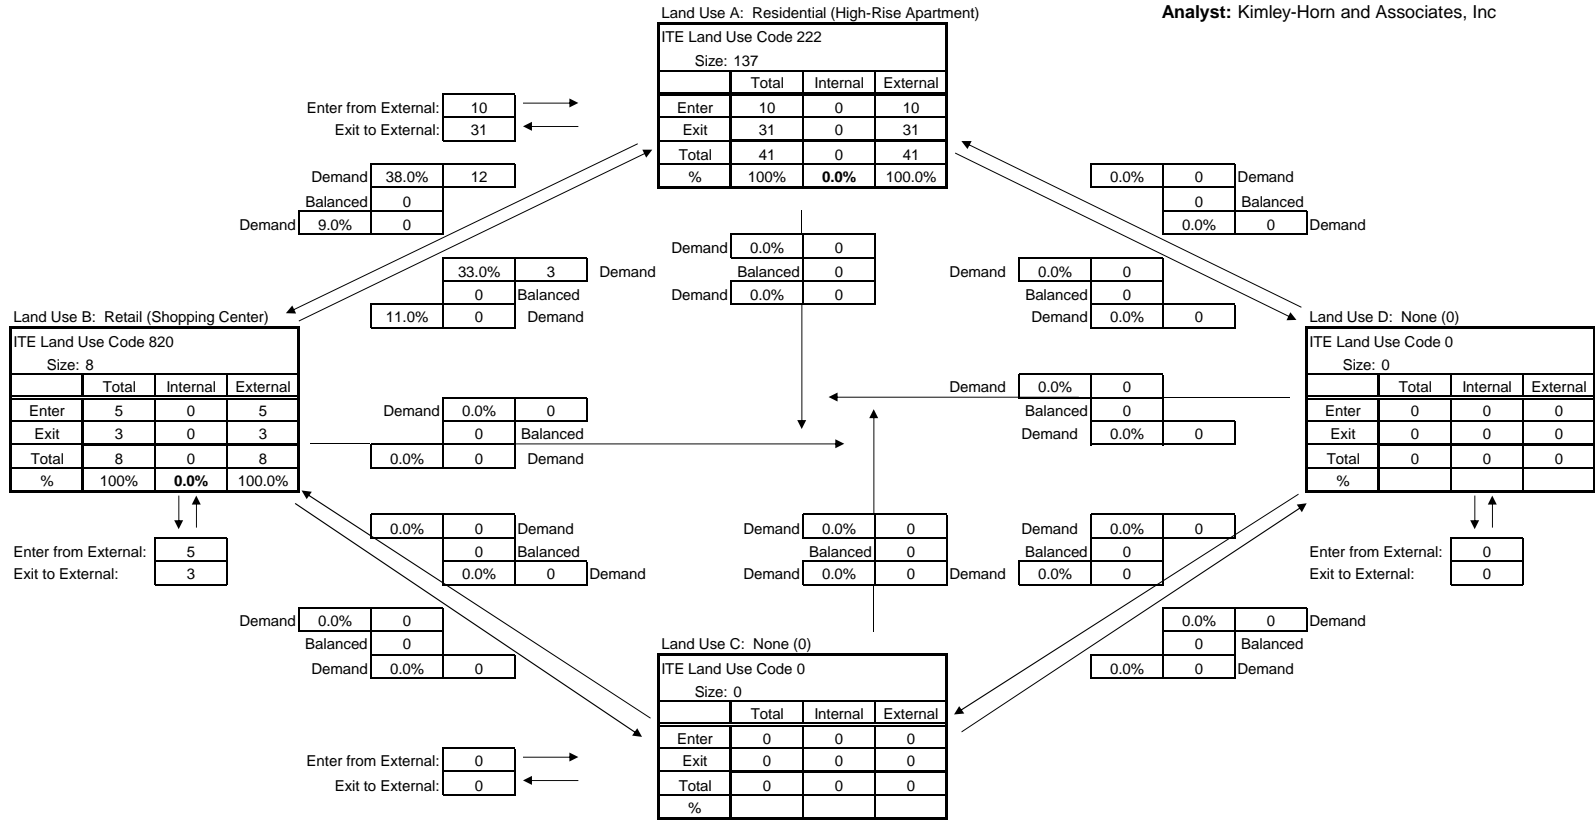 Land Use A: Residential (High-Rise Apartment)
Analyst: Kimley-Horn and Associates, Inc
ITE Land Use Code 222
Size: 137
Total Internal External
Enter 10 0 10
Exit 31 0 31
Total 41 0 41
% 100% 0.0% 100.0%
Enter from External: 10
Exit to External: 31
Demand 38.0% 12
Balanced 0
Demand 9.0% 0
0.0% 0 Demand
0 Balanced
0.0% 0 Demand
Demand 0.0% 0
Balanced 0
Demand 0.0% 0
33.0% 3 Demand
0 Balanced
11.0% 0 Demand
Demand 0.0% 0
Balanced 0
Demand 0.0% 0
Land Use B: Retail (Shopping Center)
ITE Land Use Code 820
Size: 8
Total Internal External
Enter 5 0 5
Exit 3 0 3
Total 8 0 8
% 100% 0.0% 100.0%
Land Use D: None (0)
ITE Land Use Code 0
Size: 0
Total Internal External
Enter 0 0 0
Exit 0 0 0
Total 0 0 0
%
Demand 0.0% 0
0 Balanced
0.0% 0 Demand
Demand 0.0% 0
Balanced 0
Demand 0.0% 0
Enter from External: 5
Exit to External: 3
0.0% 0 Demand
0 Balanced
0.0% 0 Demand
Demand 0.0% 0
Balanced 0
Demand 0.0% 0
Demand 0.0% 0
Balanced 0
Demand 0.0% 0
Enter from External: 0
Exit to External: 0
Demand 0.0% 0
Balanced 0
Demand 0.0% 0
0.0% 0 Demand
0 Balanced
0.0% 0 Demand
Land Use C: None (0)
ITE Land Use Code 0
Size: 0
Total Internal External
Enter 0 0 0
Exit 0 0 0
Total 0 0 0
%
Enter from External: 0
Exit to External: 0